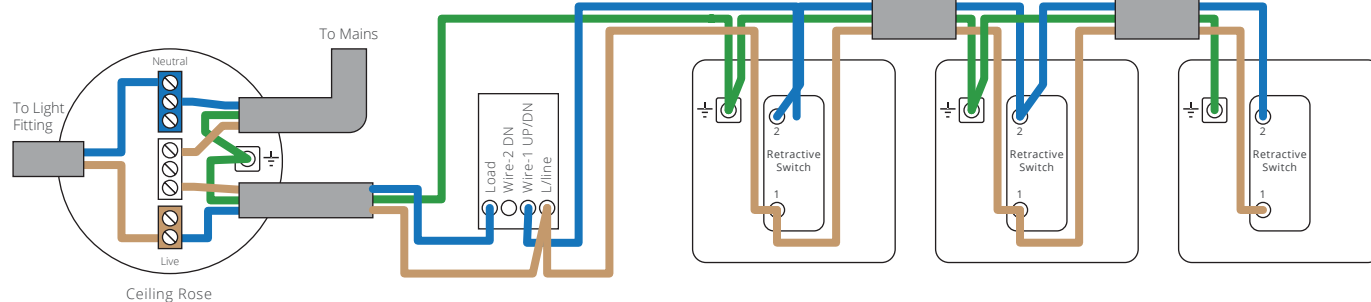 To Mains
Neutral
To Light
Fitting
Live
Ceiling Rose
Load
Wire-2 DN
Wire-1 UP/DN
L/line
2
Retractive
Switch
1
2
Retractive
Switch
1
2
Retractive
Switch
1